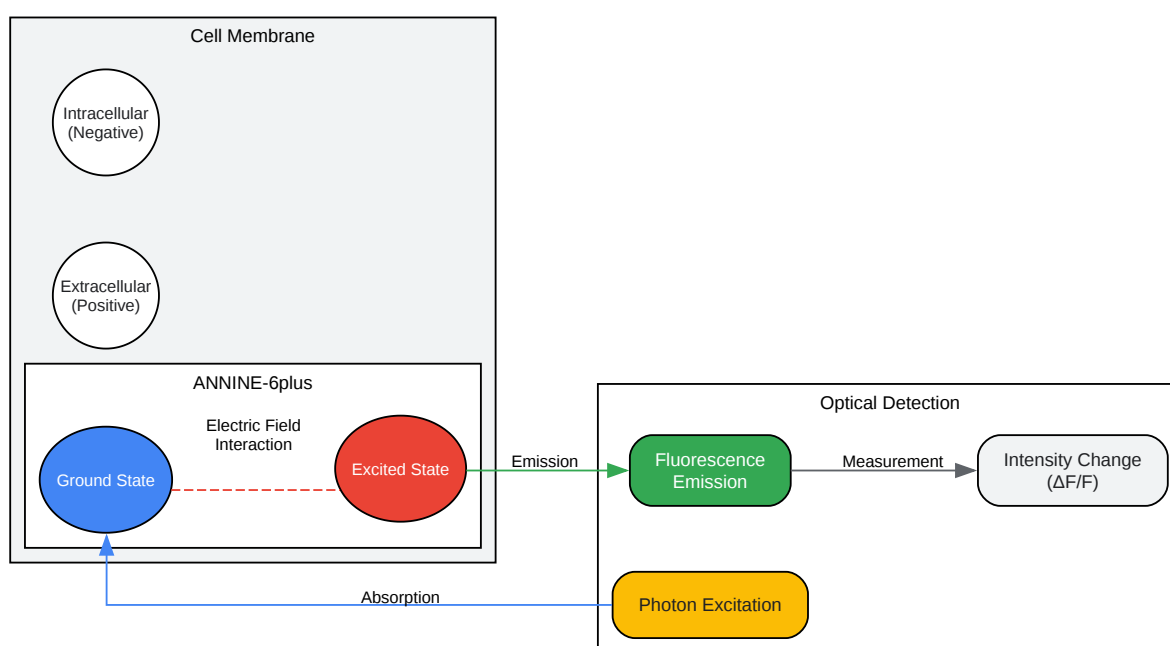 Cell Membrane
Intracellular
(Negative)
Extracellular
(Positive)
ANNINE-6plus
Electric Field
Interaction
Ground State
Excited State
Emission
Optical Detection
Fluorescence
Emission
Measurement
Intensity Change
(ΔF/F)
Absorption
Photon Excitation